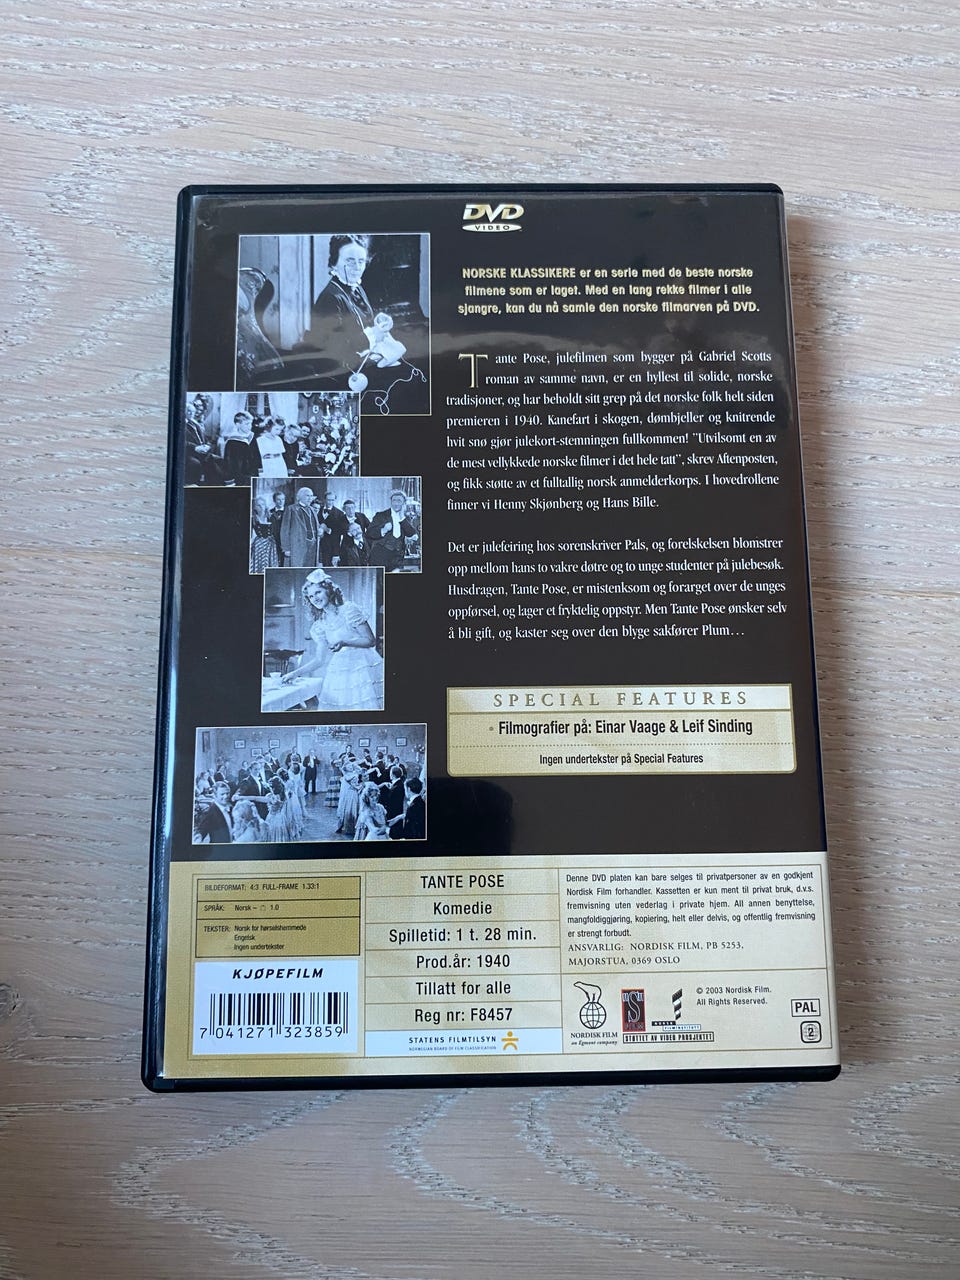 DVD
VIDEO
NORSKE KLASSIKERE er en serie med de beste norske
filmene som er laget. Med en lang rekke filmer i alle
sjangre, kan du nå samle den norske filmarven på DVD.
Tante Pose, julefilmen som bygger på Gabriel Scotts
roman av samme navn, er en hyllest til solide, norske
tradisjoner, og har beholdt sitt grep på det norske folk helt siden
premieren i 1940. Kanefart i skogen, dømbjeller og knitrende
hvit snø gjør julekort-stemningen fullkommen! "Utvilsomt en av
de mest vellykkede norske filmer i det hele tatt", skrev Aftenposten,
og fikk støtte av et fulltallig norsk anmelderkorps. I hovedrollene
finner vi Henny Skjønberg og Hans Bille.
Det er julefeiring hos sorenskriver Pals, og forelskelsen blomstrer
opp mellom hans to vakre døtre og to unge studenter på julebesøk.
Husdragen, Tante Pose, er mistenksom og forarget over de unges
oppførsel, og lager et fryktelig oppstyr. Men Tante Pose ønsker selv
å bli gift, og kaster seg over den blyge sakfører Plum...
SPECIAL FEATURES
• Filmografier på: Einar Vaage & Leif Sinding
Ingen undertekster på Special Features
BILDEFORMAT: 4:3 FULL-FRAME 1.33:1
SPRÅK: Norsk – 1.0
TEKSTER: Norsk for hørselshemmede
Engelsk
Ingen undertekster
KJØPEFILM
7 041271 323859
TANTE POSE
Komedie
Spilletid: 1 t. 28 min.
Prod.år: 1940
Tillatt for alle
Reg nr: F8457
STATENS FILMTILSYN
NORWEGIAN BOARD OF FILM CLASSIFICATION
Denne DVD platen kan bare selges til privatpersoner av en godkjent
Nordisk Film forhandler. Kassetten er kun ment til privat bruk, d.v.s.
fremvisning uten vederlag i private hjem. All annen benyttelse,
mangfoldiggjøring, kopiering, helt eller delvis, og offentlig fremvisning
er strengt forbudt.
ANSVARLIG: NORDISK FILM, PB 5253,
MAJORSTUA, 0369 OSLO
NORDISK FILM
an Egmont company
"S"
FILM
NORSK
FILMINSTITUTT
STØTTET AV VIDEO PROSJEKTET
© 2003 Nordisk Film.
All Rights Reserved.
PAL
2